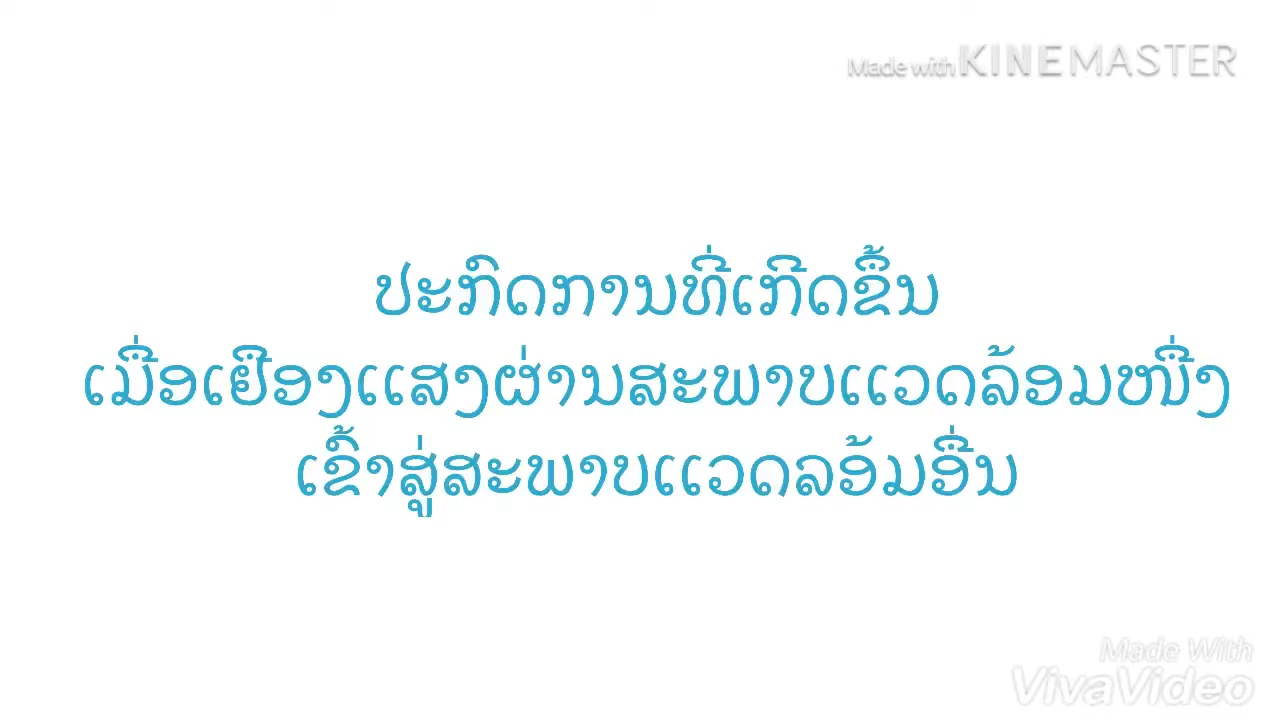 Made with KINEMASTER
ປະກົດການທີ່ເກີດຂຶ້ນ
ເມື່ອເຢືອງແສງຜ່ານສະພາບແວດລ້ອມໜື່ງ
ເຂົ້າສູ່ສະພາບແວດລອ້ມອື່ນ
Made With
VivaVideo